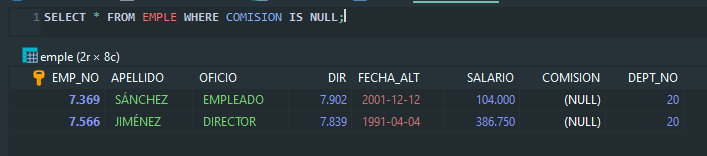 1 SELECT * FROM EMPLE WHERE COMISION IS NULL;
emple (2r × 8c)
EMP_NO APELLIDO OFICIO DIR FECHA_ALT SALARIO COMISION DEPT_NO
7.369 SÁNCHEZ EMPLEADO 7.902 2001-12-12 104.000 (NULL) 20
7.566 JIMÉNEZ DIRECTOR 7.839 1991-04-04 386.750 (NULL) 20